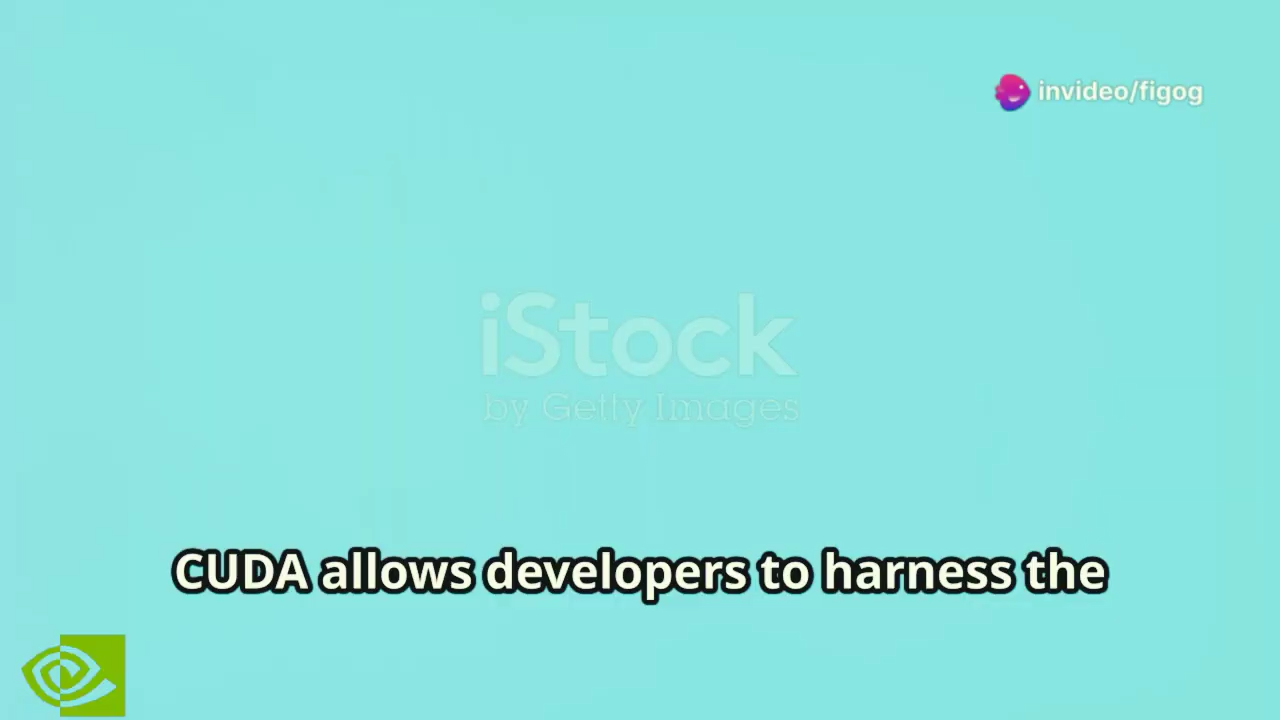 invideo/figog
iStock
by Getty Images
CUDA allows developers to harness the